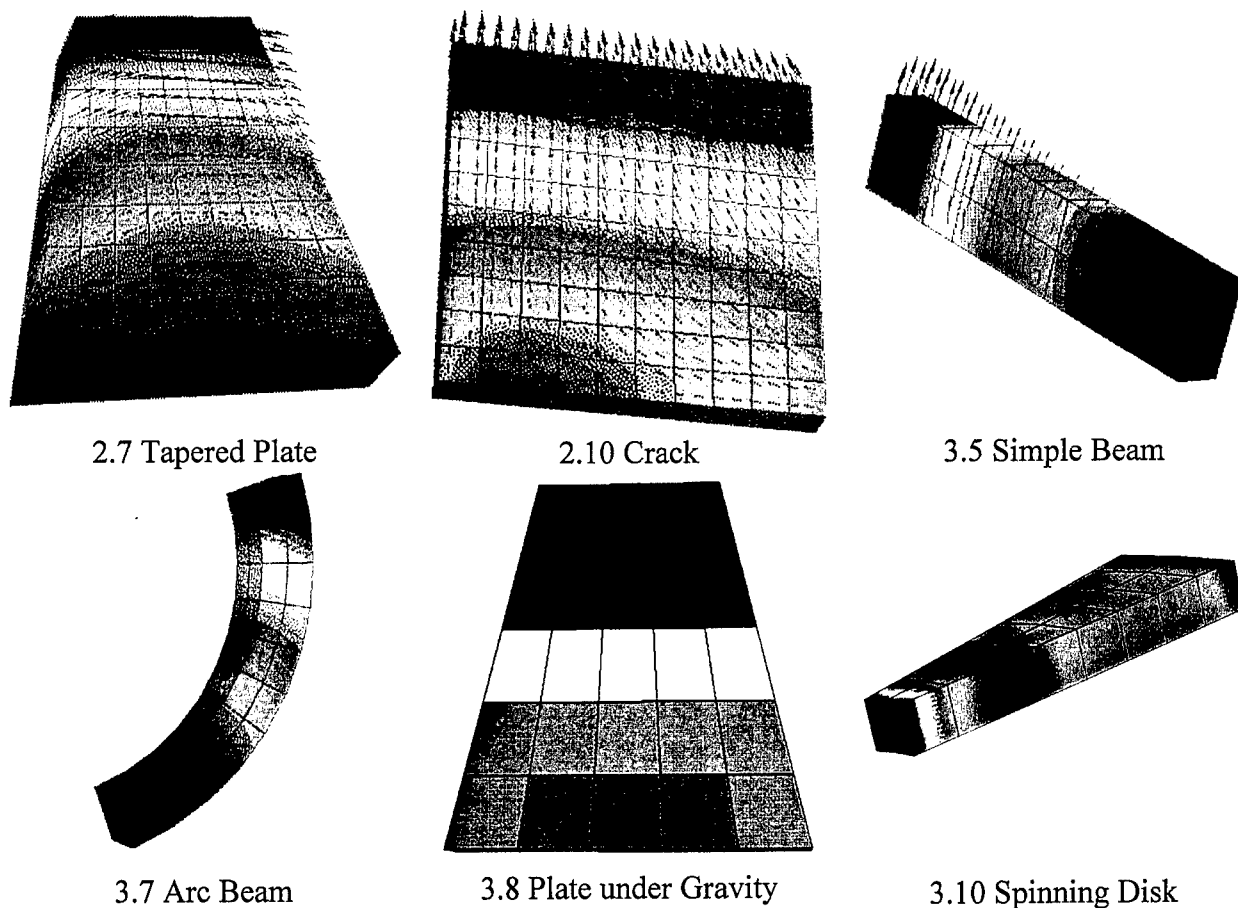 2.7 Tapered Plate
2.10 Crack
3.5 Simple Beam
3.7 Arc Beam
3.8 Plate under Gravity
3.10 Spinning Disk